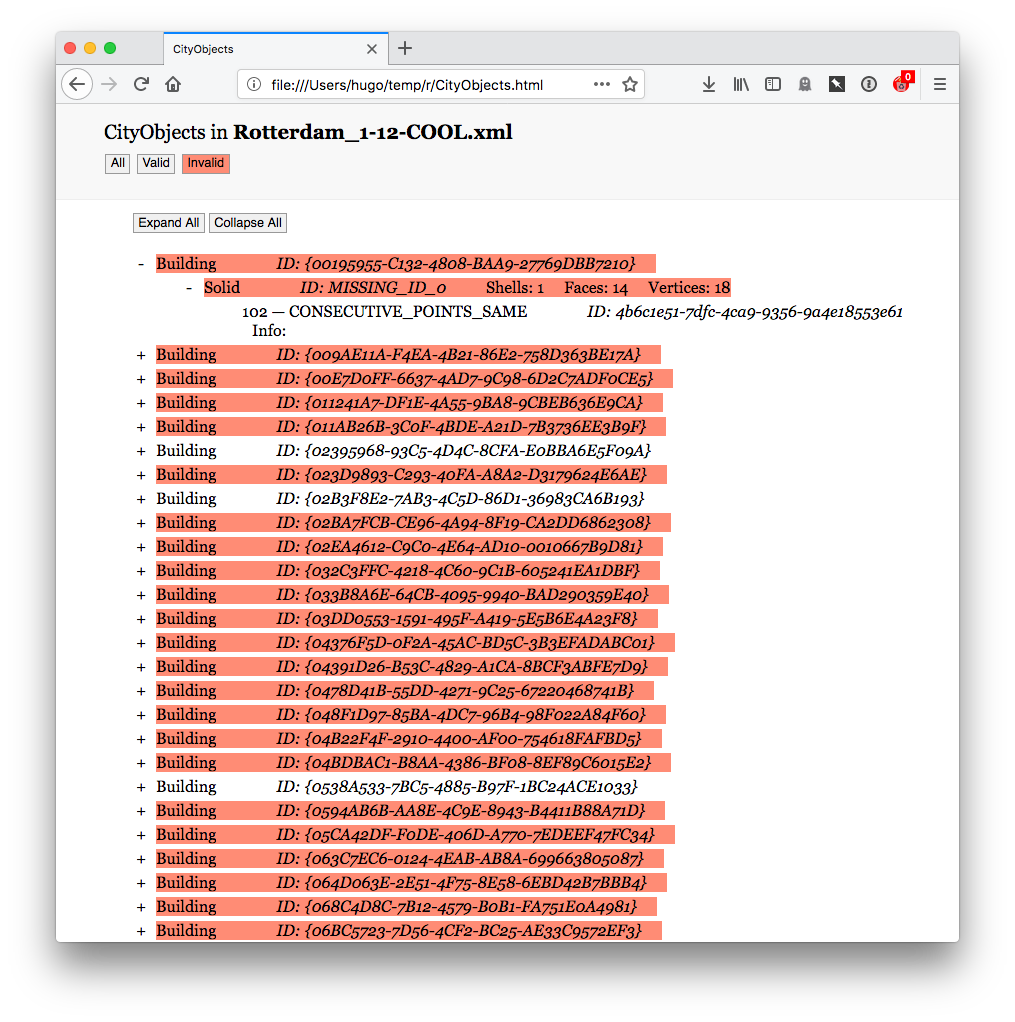 CityObjects
file:///Users/hugo/temp/r/CityObjects.html
0
CityObjects in Rotterdam_1-12-COOL.xml
All Valid Invalid
Expand All Collapse All
- Building ID: {00195955-C132-4808-BAA9-27769DBB7210}
- Solid ID: MISSING_ID_0 Shells: 1 Faces: 14 Vertices: 18
102 — CONSECUTIVE_POINTS_SAME ID: 4b6c1e51-7dfc-4ca9-9356-9a4e18553e61
Info:
+ Building ID: {009AE11A-F4EA-4B21-86E2-758D363BE17A}
+ Building ID: {00E7D0FF-6637-4AD7-9C98-6D2C7ADF0CE5}
+ Building ID: {011241A7-DF1E-4A55-9BA8-9CBEB636E9CA}
+ Building ID: {011AB26B-3C0F-4BDE-A21D-7B3736EE3B9F}
+ Building ID: {02395968-93C5-4D4C-8CFA-E0BBA6E5F09A}
+ Building ID: {023D9893-C293-40FA-A8A2-D3179624E6AE}
+ Building ID: {02B3F8E2-7AB3-4C5D-86D1-36983CA6B193}
+ Building ID: {02BA7FCB-CE96-4A94-8F19-CA2DD6862308}
+ Building ID: {02EA4612-C9C0-4E64-AD10-0010667B9D81}
+ Building ID: {032C3FFC-4218-4C60-9C1B-605241EA1DBF}
+ Building ID: {033B8A6E-64CB-4095-9940-BAD290359E40}
+ Building ID: {03DD0553-1591-495F-A419-5E5B6E4A23F8}
+ Building ID: {04376F5D-0F2A-45AC-BD5C-3B3EFADABC01}
+ Building ID: {04391D26-B53C-4829-A1CA-8BCF3ABFE7D9}
+ Building ID: {0478D41B-55DD-4271-9C25-67220468741B}
+ Building ID: {048F1D97-85BA-4DC7-96B4-98F022A84F60}
+ Building ID: {04B22F4F-2910-4400-AF00-754618FAFBD5}
+ Building ID: {04BDBAC1-B8AA-4386-BF08-8EF89C6015E2}
+ Building ID: {0538A533-7BC5-4885-B97F-1BC24ACE1033}
+ Building ID: {0594AB6B-AA8E-4C9E-8943-B4411B88A71D}
+ Building ID: {05CA42DF-F0DE-406D-A770-7EDEEF47FC34}
+ Building ID: {063C7EC6-0124-4EAB-AB8A-699663805087}
+ Building ID: {064D063E-2E51-4F75-8E58-6EBD42B7BBB4}
+ Building ID: {068C4D8C-7B12-4579-B0B1-FA751E0A4981}
+ Building ID: {06BC5723-7D56-4CF2-BC25-AE33C9572EF3}